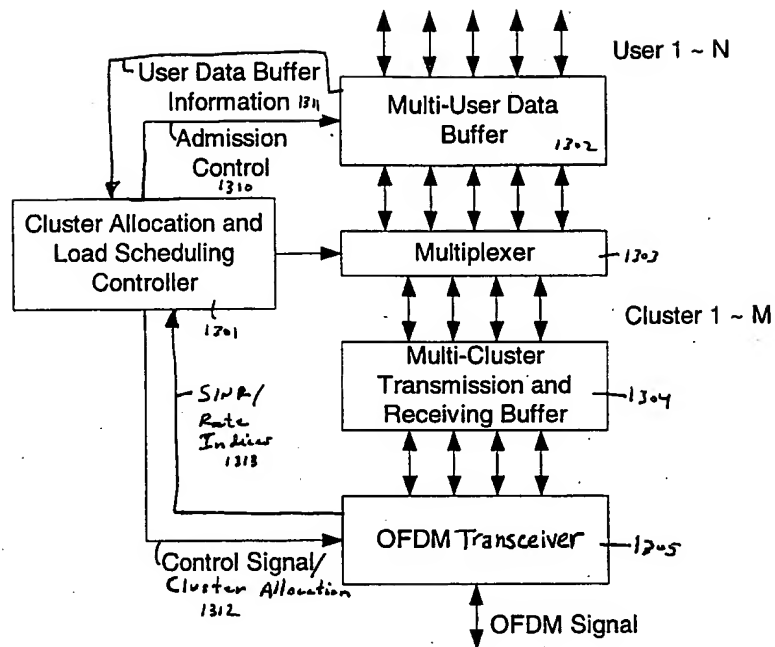 User 1 ~ N
User Data Buffer
Information 1311
Multi-User Data
Buffer
1302
Admission
Control
1310
Cluster Allocation and
Load Scheduling
Controller
1301
Multiplexer
1303
Cluster 1 ~ M
Multi-Cluster
Transmission and
Receiving Buffer
1304
SINR/
Rate
Indices
1313
OFDM Transceiver
1305
Control Signal/
Cluster Allocation
1312
OFDM Signal